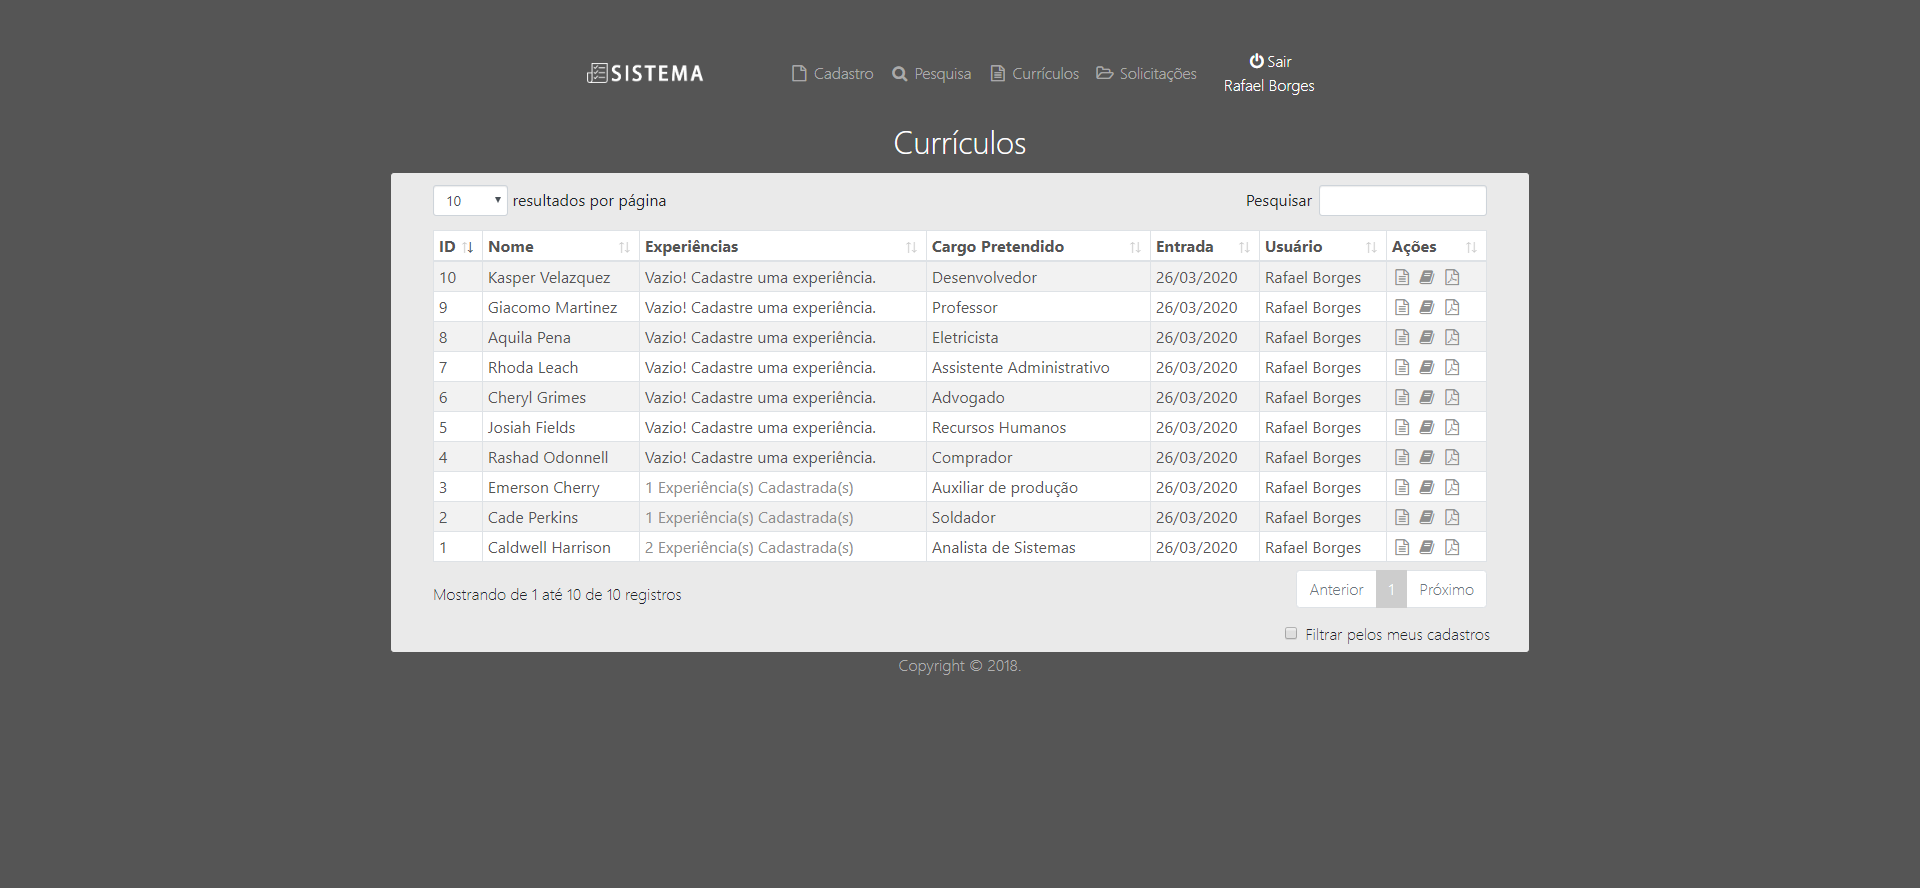 SISTEMA Cadastro Pesquisa Currículos Solicitações Sair
Rafael Borges
Currículos
10 resultados por página Pesquisar
ID Nome Experiências Cargo Pretendido Entrada Usuário Ações
10 Kasper Velazquez Vazio! Cadastre uma experiência. Desenvolvedor 26/03/2020 Rafael Borges
9 Giacomo Martinez Vazio! Cadastre uma experiência. Professor 26/03/2020 Rafael Borges
8 Aquila Pena Vazio! Cadastre uma experiência. Eletricista 26/03/2020 Rafael Borges
7 Rhoda Leach Vazio! Cadastre uma experiência. Assistente Administrativo 26/03/2020 Rafael Borges
6 Cheryl Grimes Vazio! Cadastre uma experiência. Advogado 26/03/2020 Rafael Borges
5 Josiah Fields Vazio! Cadastre uma experiência. Recursos Humanos 26/03/2020 Rafael Borges
4 Rashad Odonnell Vazio! Cadastre uma experiência. Comprador 26/03/2020 Rafael Borges
3 Emerson Cherry 1 Experiência(s) Cadastrada(s) Auxiliar de produção 26/03/2020 Rafael Borges
2 Cade Perkins 1 Experiência(s) Cadastrada(s) Soldador 26/03/2020 Rafael Borges
1 Caldwell Harrison 2 Experiência(s) Cadastrada(s) Analista de Sistemas 26/03/2020 Rafael Borges
Mostrando de 1 até 10 de 10 registros Anterior 1 Próximo
Filtrar pelos meus cadastros
Copyright © 2018.